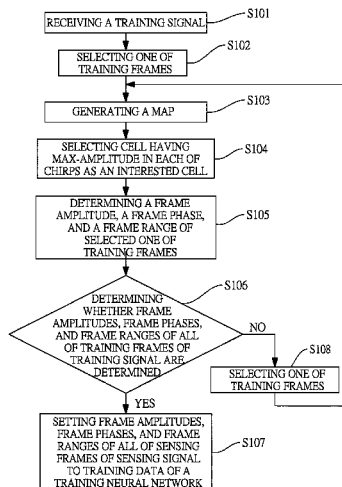 RECEIVING A TRAINING SIGNAL
S101
SELECTING ONE OF
TRAINING FRAMES
S102
GENERATING A MAP
S103
SELECTING CELL HAVING
MAX-AMPLITUDE IN EACH OF
CHIRPS AS AN INTERESTED CELL
S104
DETERMINING A FRAME
AMPLITUDE, A FRAME PHASE,
AND A FRAME RANGE OF
SELECTED ONE OF
TRAINING FRAMES
S105
S106
DETERMINING
WHETHER FRAME
AMPLITUDES, FRAME PHASES,
AND FRAME RANGES OF ALL
OF TRAINING FRAMES OF
TRAINING SIGNAL ARE
DETERMINED
NO
S108
SELECTING ONE OF
TRAINING FRAMES
YES
SETTING FRAME AMPLITUDES,
FRAME PHASES, AND FRAME
RANGES OF ALL OF SENSING
FRAMES OF SENSING SIGNAL
TO TRAINING DATA OF A
TRAINING NEURAL NETWORK
S107